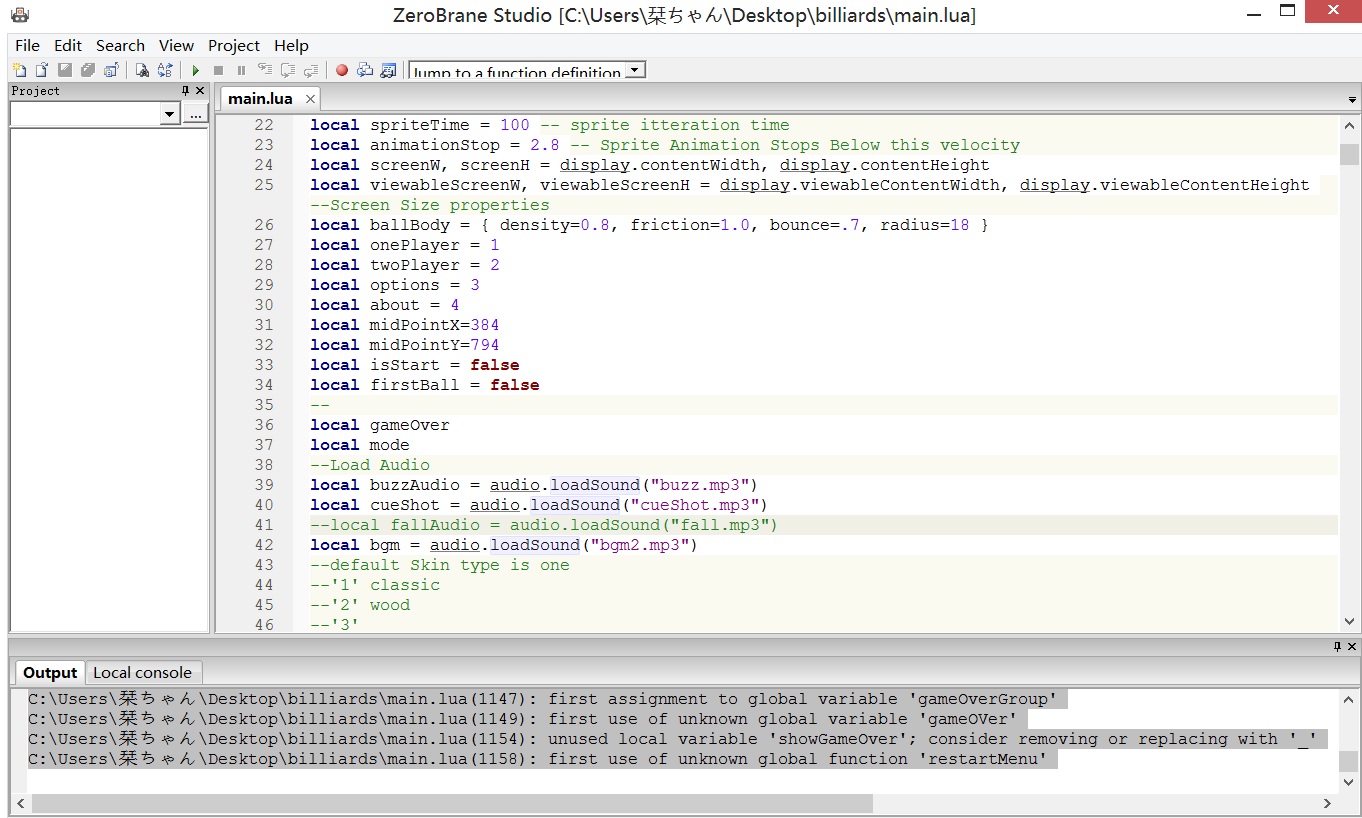 ZeroBrane Studio [C:\Users\栞ちゃん\Desktop\billiards\main.lua]
File Edit Search View Project Help
Jump to a function definition
Project
...
main.lua
22 local spriteTime = 100 -- sprite itteration time
23 local animationStop = 2.8 -- Sprite Animation Stops Below this velocity
24 local screenW, screenH = display.contentWidth, display.contentHeight
25 local viewableScreenW, viewableScreenH = display.viewableContentWidth, display.viewableContentHeight
--Screen Size properties
26 local ballBody = { density=0.8, friction=1.0, bounce=.7, radius=18 }
27 local onePlayer = 1
28 local twoPlayer = 2
29 local options = 3
30 local about = 4
31 local midPointX=384
32 local midPointY=794
33 local isStart = false
34 local firstBall = false
35 --
36 local gameOver
37 local mode
38 --Load Audio
39 local buzzAudio = audio.loadSound("buzz.mp3")
40 local cueShot = audio.loadSound("cueShot.mp3")
41 --local fallAudio = audio.loadSound("fall.mp3")
42 local bgm = audio.loadSound("bgm2.mp3")
43 --default Skin type is one
44 --'1' classic
45 --'2' wood
46 --'3'
Output Local console
C:\Users\栞ちゃん\Desktop\billiards\main.lua(1147): first assignment to global variable 'gameOverGroup'
C:\Users\栞ちゃん\Desktop\billiards\main.lua(1149): first use of unknown global variable 'gameOVer'
C:\Users\栞ちゃん\Desktop\billiards\main.lua(1154): unused local variable 'showGameOver'; consider removing or replacing with '_'
C:\Users\栞ちゃん\Desktop\billiards\main.lua(1158): first use of unknown global function 'restartMenu'